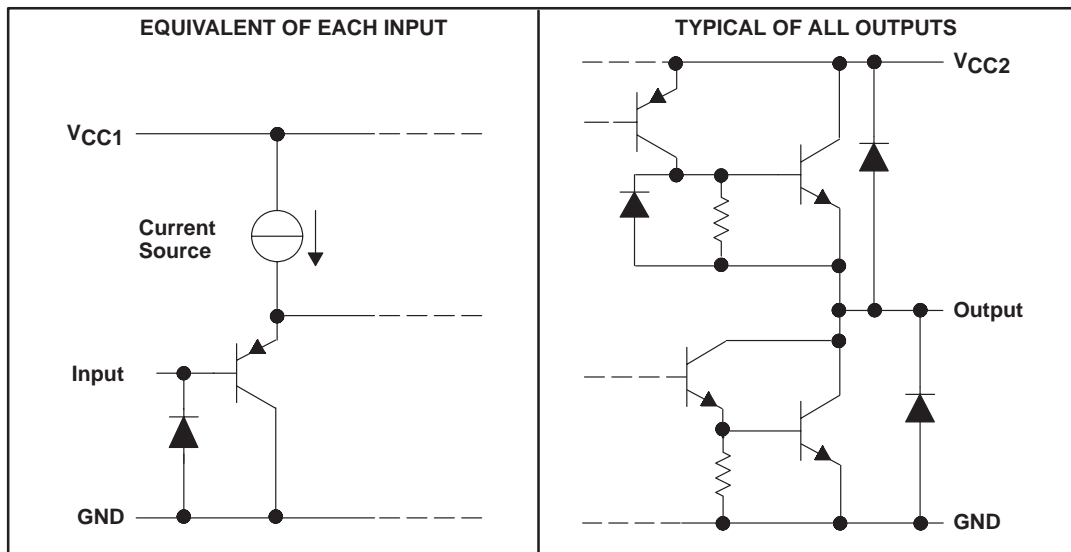 EQUIVALENT OF EACH INPUT
VCC1
Current
Source
Input
GND
TYPICAL OF ALL OUTPUTS
VCC2
Output
GND